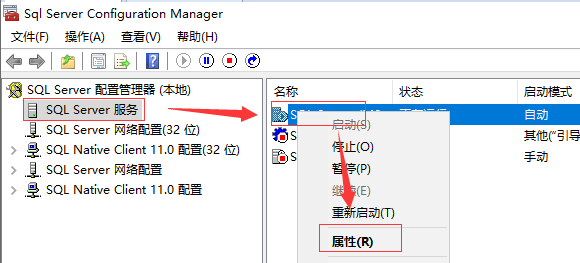 Sql Server Configuration Manager
文件(F) 操作(A) 查看(V) 帮助(H)
SQL Server 配置管理器 (本地)
SQL Server 服务
SQL Server 网络配置(32 位)
SQL Native Client 11.0 配置(32 位)
SQL Server 网络配置
SQL Native Client 11.0 配置
名称 状态 启动模式
自动
其他("引导
手动
启动(S)
停止(O)
暂停(P)
继续(E)
重新启动(T)
属性(R)